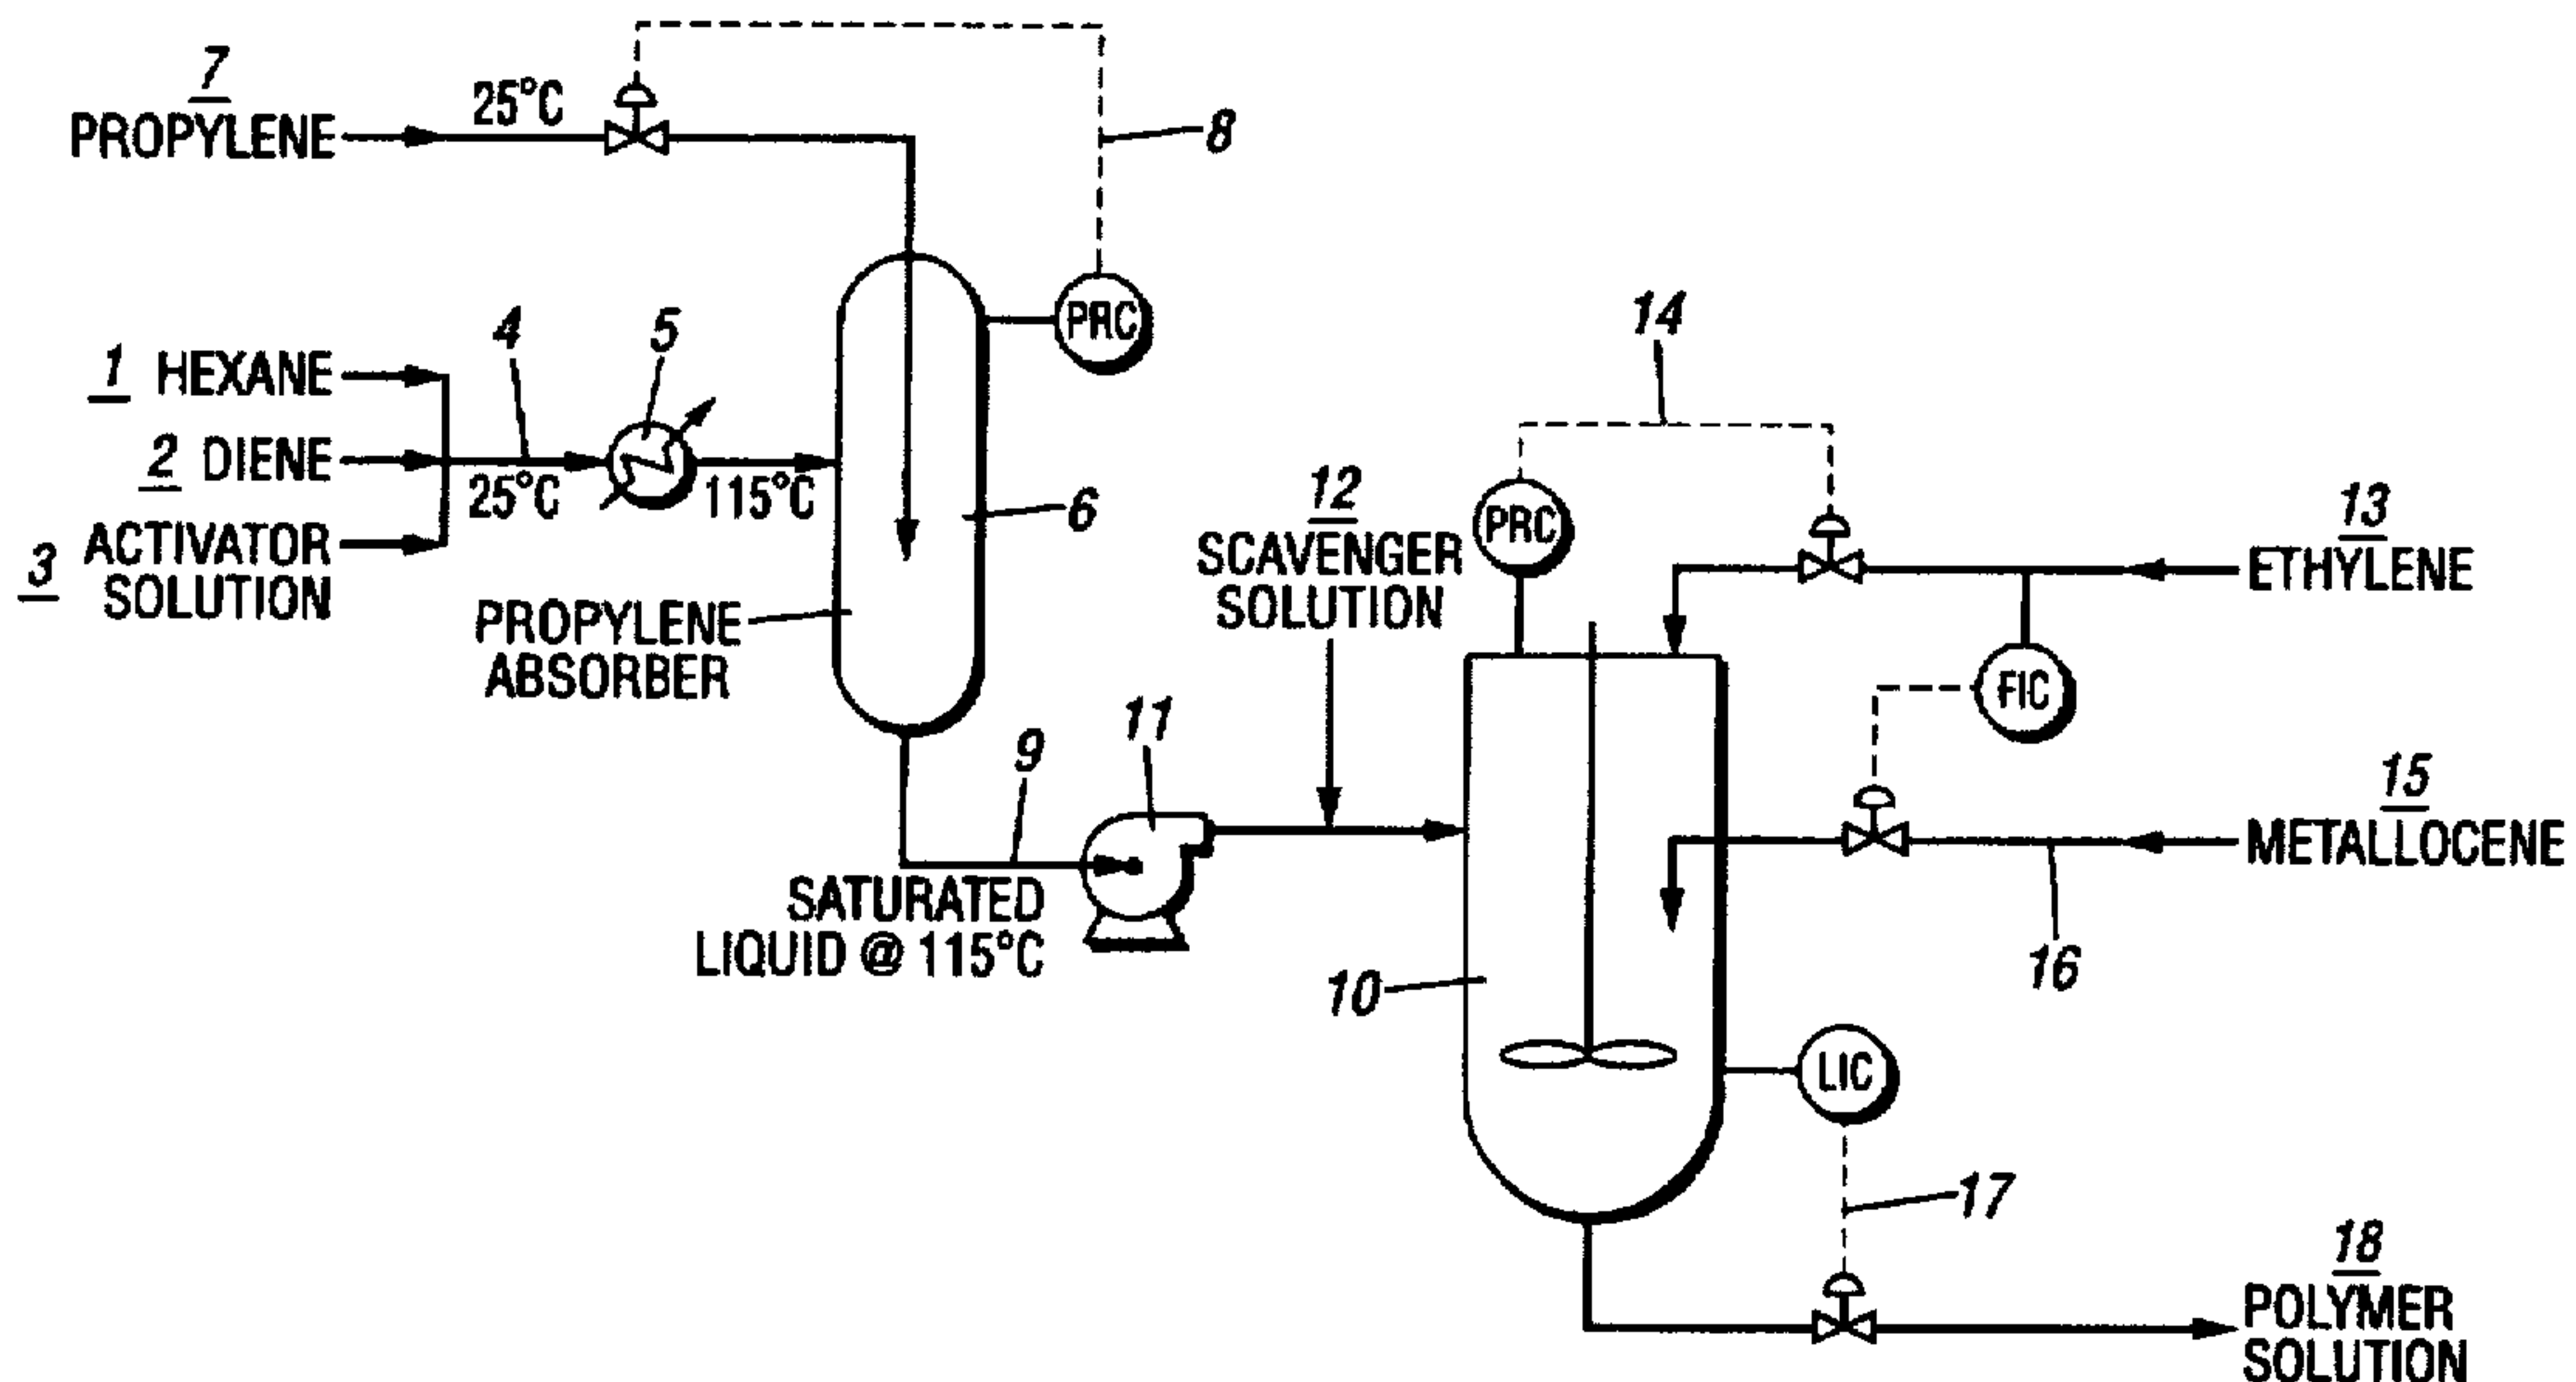 7
PROPYLENE
25°C
8
PRC
1 HEXANE
2 DIENE
3 ACTIVATOR
SOLUTION
4
25°C
5
115°C
6
PROPYLENE
ABSORBER
9
SATURATED
LIQUID @ 115°C
11
12
SCAVENGER
SOLUTION
14
PRC
13
ETHYLENE
FIC
15
METALLOCENE
16
10
LIC
17
18
POLYMER
SOLUTION